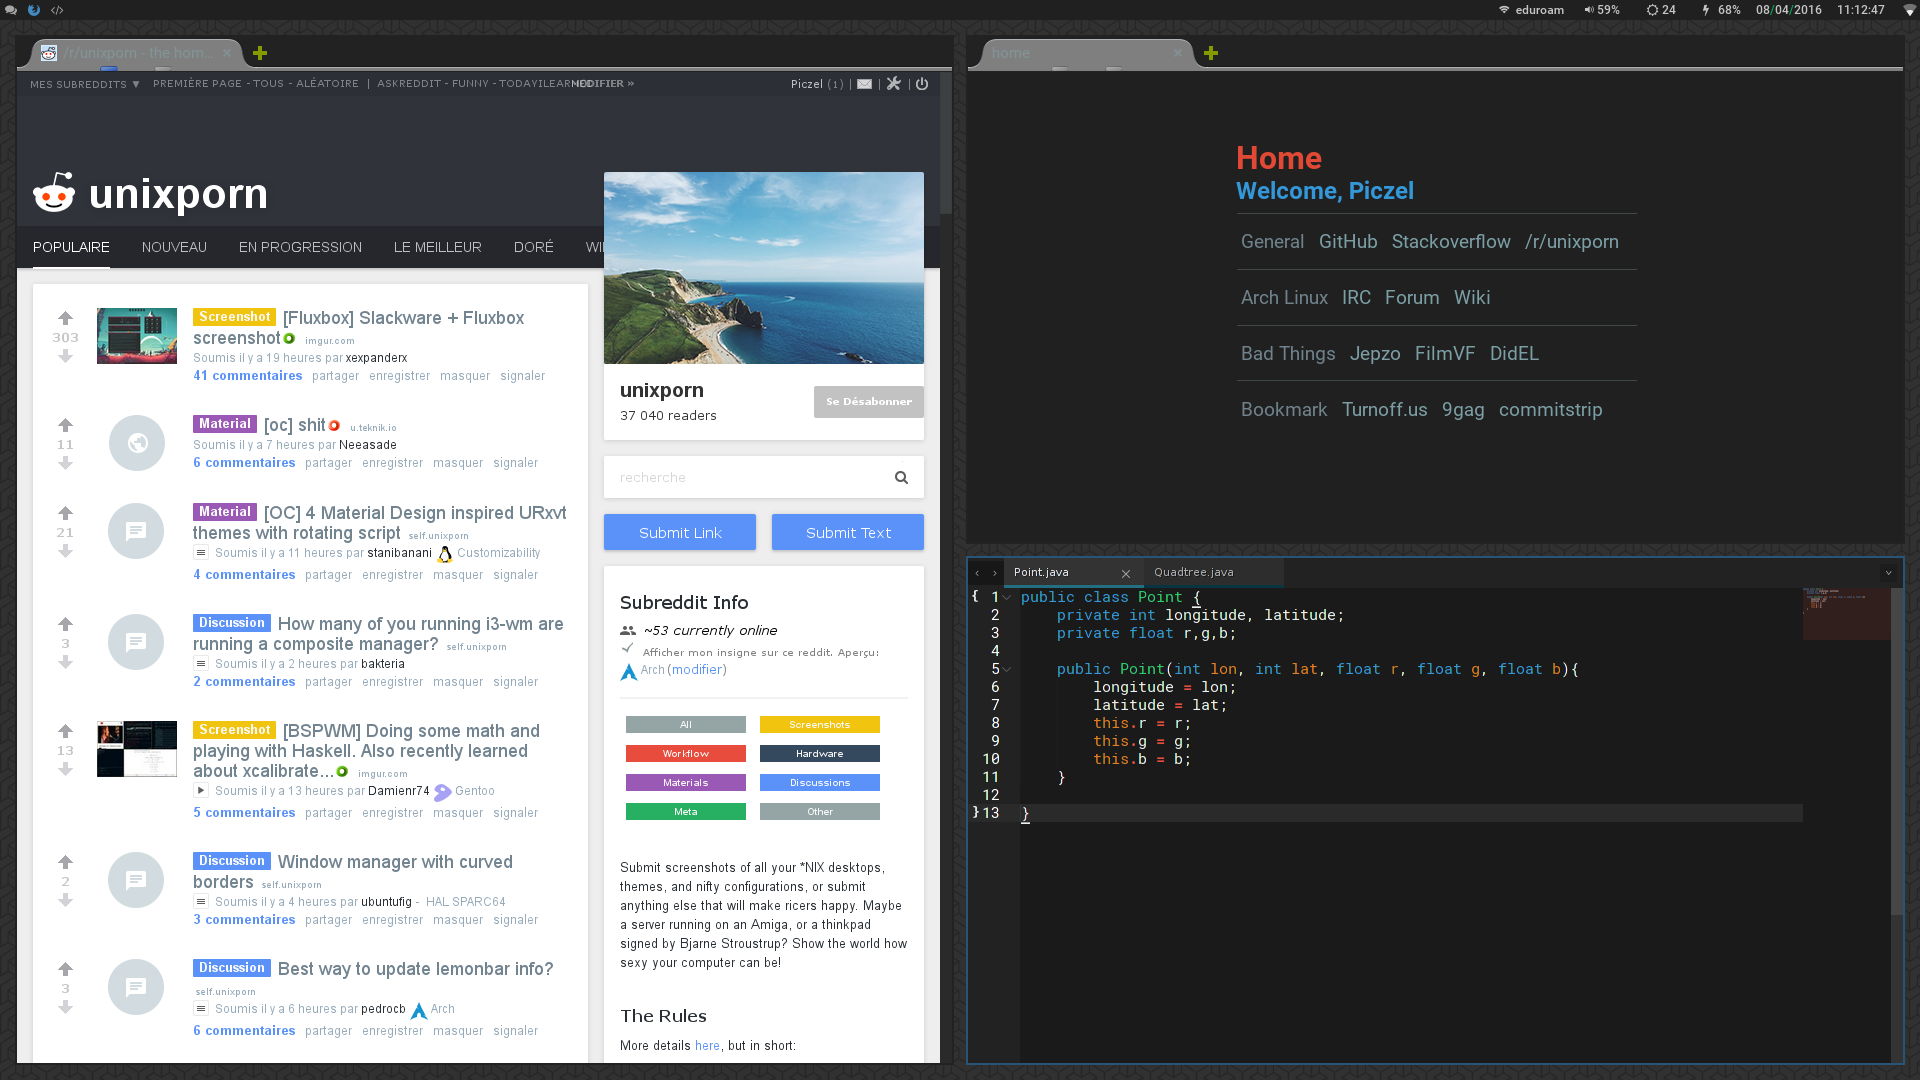 eduroam 59% 24 68% 08/04/2016 11:12:47
/r/unixporn - the hom...
MES SUBREDDITS ▼ PREMIÈRE PAGE - TOUS - ALÉATOIRE | ASKREDDIT - FUNNY - TODAYILEARNED MODIFIER »
Piczel (1) | | |
unixporn
POPULAIRE NOUVEAU EN PROGRESSION LE MEILLEUR DORÉ
303
Screenshot [Fluxbox] Slackware + Fluxbox
screenshot imgur.com
Soumis il y a 19 heures par xexpanderx
41 commentaires partager enregistrer masquer signaler
11
Material [oc] shit u.teknik.io
Soumis il y a 7 heures par Neeasade
6 commentaires partager enregistrer masquer signaler
21
Material [OC] 4 Material Design inspired URxvt
themes with rotating script self.unixporn
Soumis il y a 11 heures par stanibanani Customizability
4 commentaires partager enregistrer masquer signaler
3
Discussion How many of you running i3-wm are
running a composite manager? self.unixporn
Soumis il y a 2 heures par bakteria
2 commentaires partager enregistrer masquer signaler
13
Screenshot [BSPWM] Doing some math and
playing with Haskell. Also recently learned
about xcalibrate... imgur.com
Soumis il y a 13 heures par Damienr74 Gentoo
5 commentaires partager enregistrer masquer signaler
2
Discussion Window manager with curved
borders self.unixporn
Soumis il y a 4 heures par ubuntufig - HAL SPARC64
3 commentaires partager enregistrer masquer signaler
3
Discussion Best way to update lemonbar info?
self.unixporn
Soumis il y a 6 heures par pedrocb Arch
6 commentaires partager enregistrer masquer signaler
unixporn
37 040 readers
Se Désabonner
recherche
Submit Link Submit Text
Subreddit Info
~53 currently online
Afficher mon insigne sur ce reddit. Aperçu:
Arch (modifier)
All Screenshots
Workflow Hardware
Materials Discussions
Meta Other
Submit screenshots of all your *NIX desktops,
themes, and nifty configurations, or submit
anything else that will make ricers happy. Maybe
a server running on an Amiga, or a thinkpad
signed by Bjarne Stroustrup? Show the world how
sexy your computer can be!
The Rules
More details here, but in short:
home
Home
Welcome, Piczel
General GitHub Stackoverflow /r/unixporn
Arch Linux IRC Forum Wiki
Bad Things Jepzo FilmVF DidEL
Bookmark Turnoff.us 9gag commitstrip
Point.java Quadtree.java
{ 1 public class Point {
2 private int longitude, latitude;
3 private float r,g,b;
4
5 public Point(int lon, int lat, float r, float g, float b){
6 longitude = lon;
7 latitude = lat;
8 this.r = r;
9 this.g = g;
10 this.b = b;
11 }
12
} 13 }